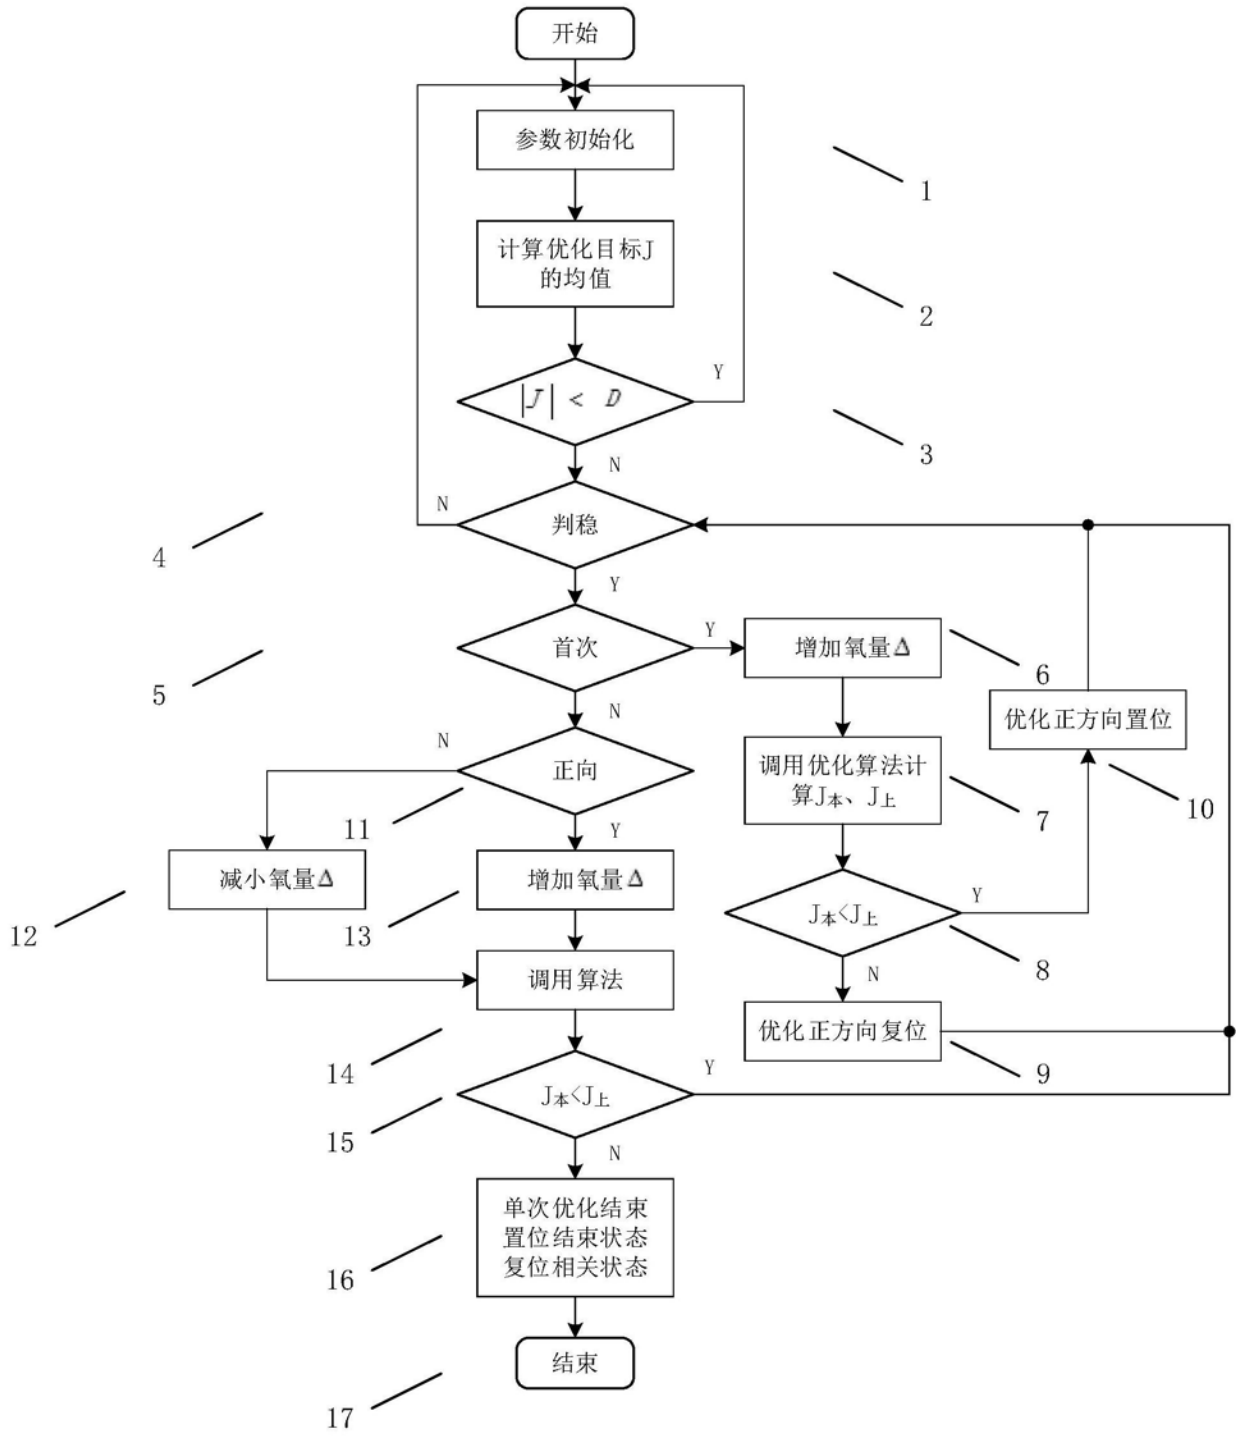 开始
参数初始化
1
计算优化目标J
的均值
2
|J| < D
Y
3
N
判稳
N
4
Y
首次
Y
5
增加氧量Δ
6
N
优化正方向置位
10
正向
N
11
Y
调用优化算法计
算J本、J上
7
减小氧量Δ
12
增加氧量Δ
13
J本<J上
Y
8
N
调用算法
14
优化正方向复位
9
J本<J上
Y
15
N
单次优化结束
置位结束状态
复位相关状态
16
结束
17